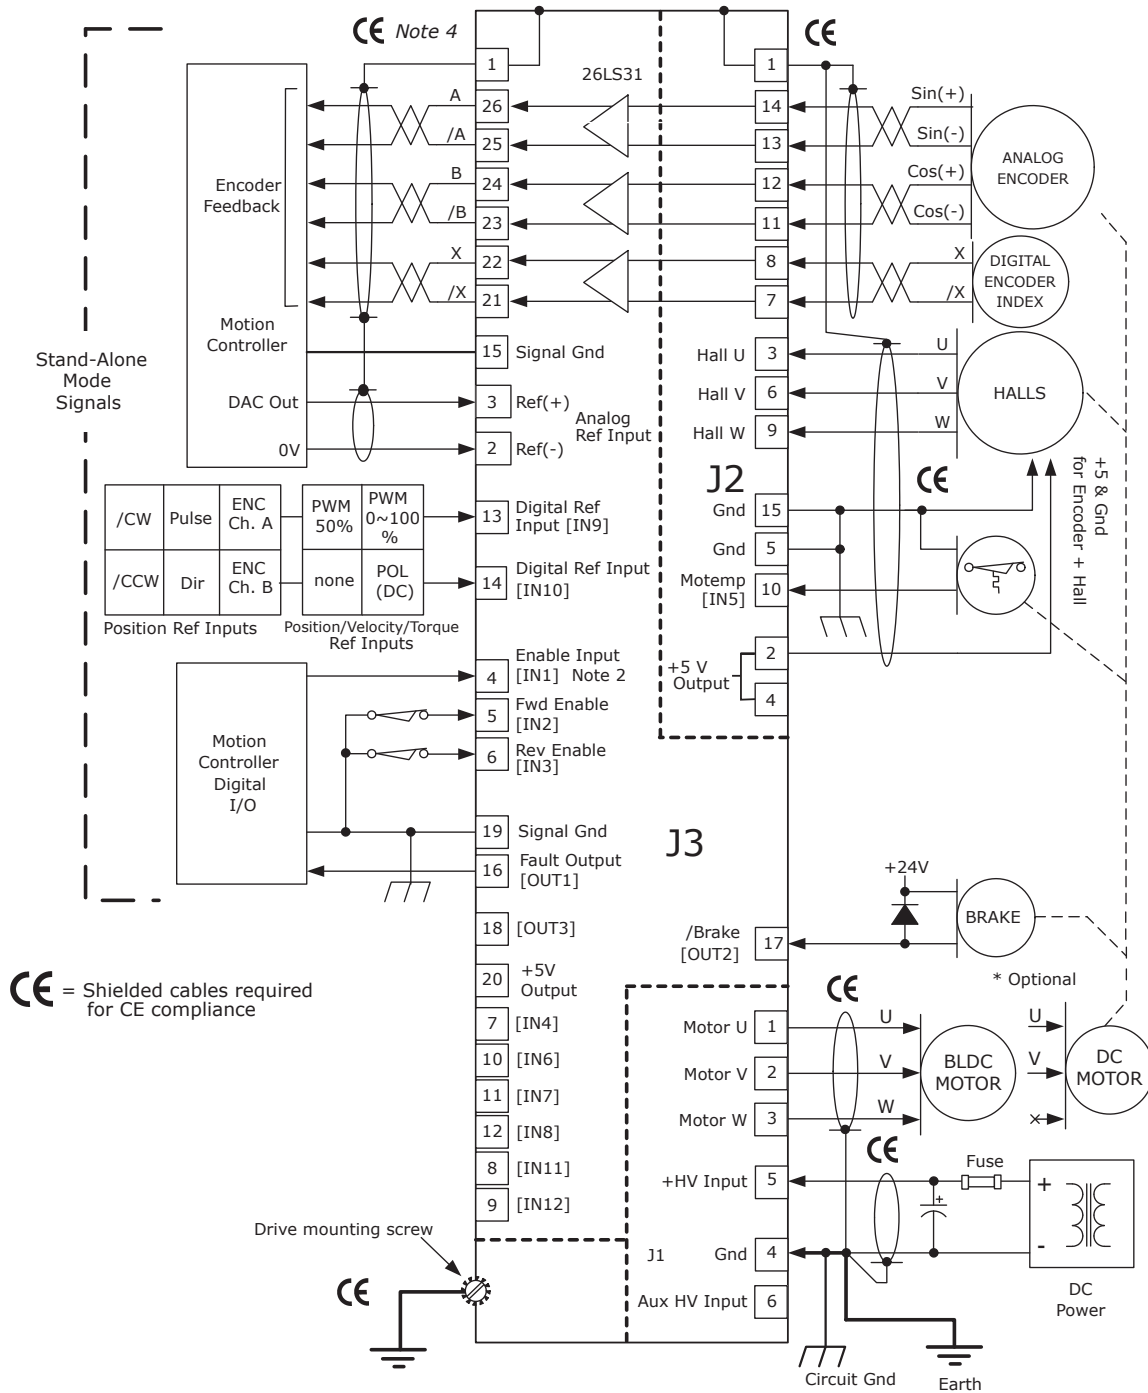 CE Note 4
CE
1
26LS31
1
A
26
14
Sin(+)
/A
25
13
Sin(-)
ANALOG
ENCODER
B
24
12
Cos(+)
Encoder
Feedback
/B
23
11
Cos(-)
X
22
8
X
DIGITAL
ENCODER
INDEX
/X
21
7
/X
Motion
Controller
15
Signal Gnd
Hall U
3
U
Stand-Alone
Mode
Signals
DAC Out
3
Ref(+)
Analog
Ref Input
Hall V
6
V
HALLS
0V
2
Ref(-)
Hall W
9
W
J2
CE
+5 & Gnd
for Encoder + Hall
/CW
Pulse
ENC
Ch. A
PWM
50%
PWM
0~100
%
13
Digital Ref
Input [IN9]
Gnd
15
Gnd
5
/CCW
Dir
ENC
Ch. B
none
POL
(DC)
14
Digital Ref Input
[IN10]
Motemp
[IN5]
10
Position Ref Inputs
Position/Velocity/Torque
Ref Inputs
4
Enable Input
[IN1] Note 2
+5 V
Output
2
4
5
Fwd Enable
[IN2]
Motion
Controller
Digital
I/O
6
Rev Enable
[IN3]
19
Signal Gnd
J3
16
Fault Output
[OUT1]
+24V
18
[OUT3]
/Brake
[OUT2]
17
BRAKE
20
+5V
Output
* Optional
CE = Shielded cables required
for CE compliance
CE
7
[IN4]
Motor U
1
U
U
10
[IN6]
Motor V
2
V
BLDC
MOTOR
V
DC
MOTOR
11
[IN7]
Motor W
3
W
12
[IN8]
CE
Fuse
8
[IN11]
+HV Input
5
+
+
9
[IN12]
Drive mounting screw
J1
Gnd
4
-
CE
Aux HV Input
6
DC
Power
Circuit Gnd
Earth